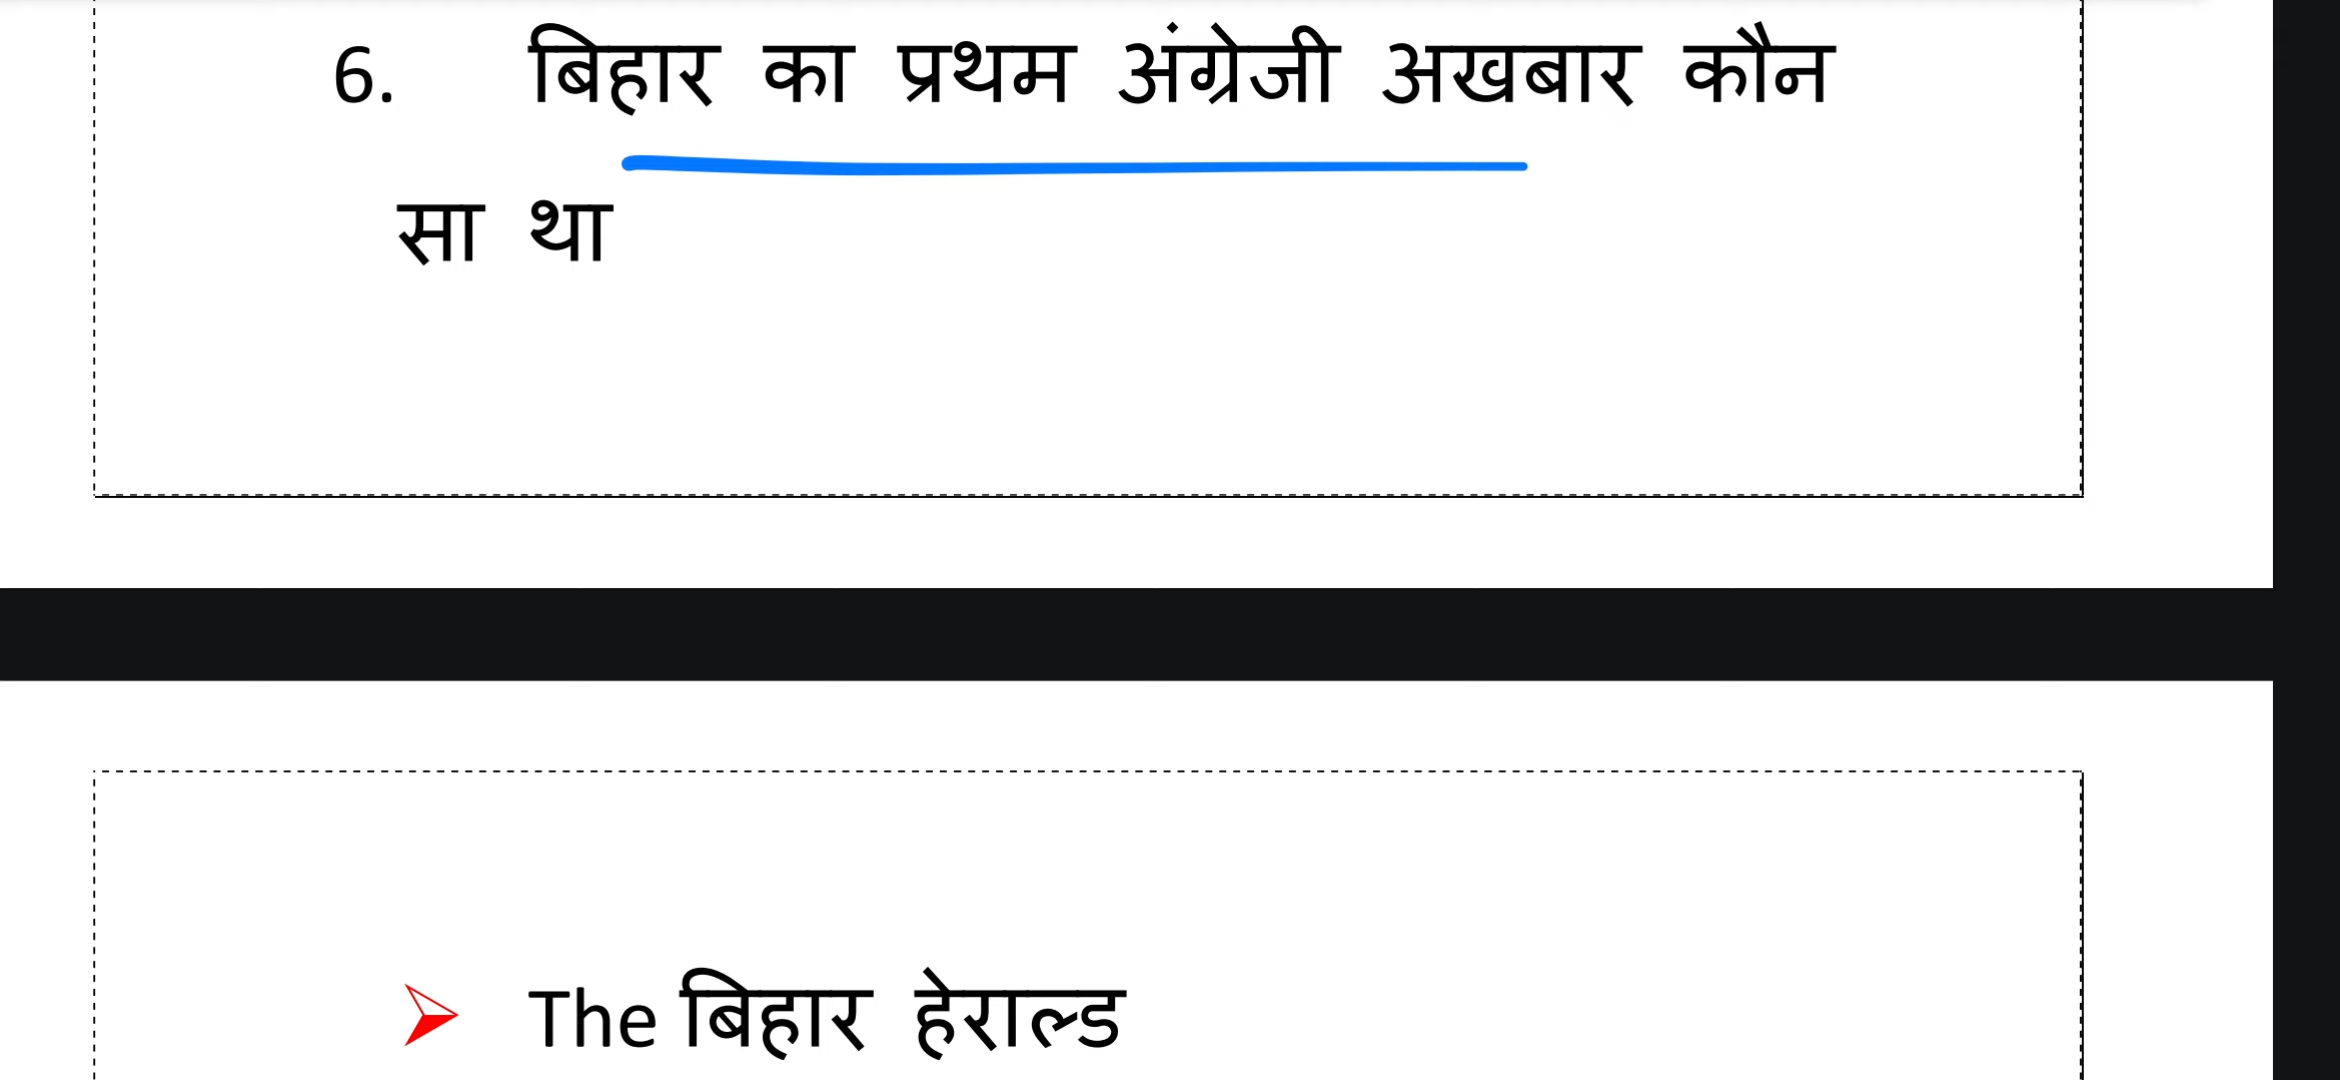 6. बिहार का प्रथम अंग्रेजी अखबार कौन
सा था
The बिहार हेराल्ड